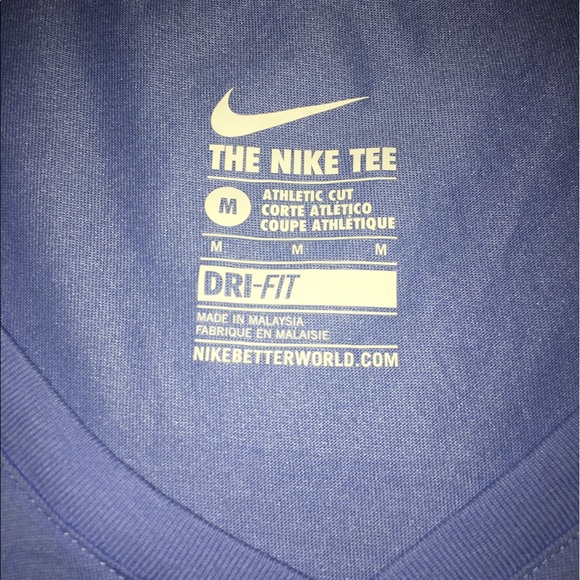 THE NIKE TEE
M
ATHLETIC CUT
CORTE ATLÉTICO
COUPE ATHLÉTIQUE
M M M
DRI-FIT
MADE IN MALAYSIA
FABRIQUE EN MALAISIE
NIKEBETTERWORLD.COM